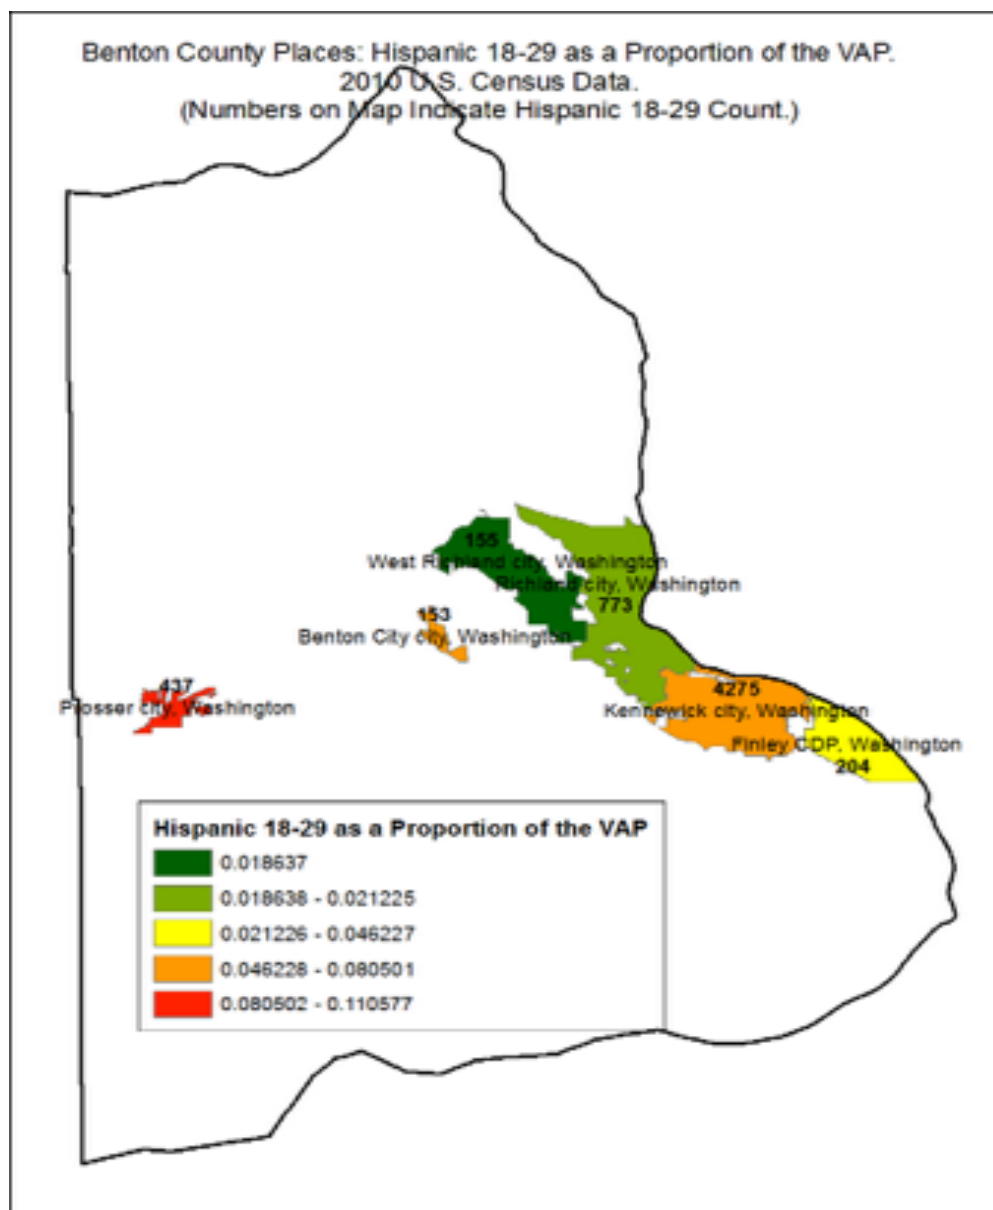 Benton County Places: Hispanic 18-29 as a Proportion of the VAP.
2010 U.S. Census Data.
(Numbers on Map Indicate Hispanic 18-29 Count.)
155
West Richland city, Washington
Richland city, Washington
773
153
Benton City city, Washington
437
Prosser city, Washington
4275
Kennewick city, Washington
Finley CDP, Washington
204
Hispanic 18-29 as a Proportion of the VAP
0.018637
0.018638 - 0.021225
0.021226 - 0.046227
0.046228 - 0.080501
0.080502 - 0.110577